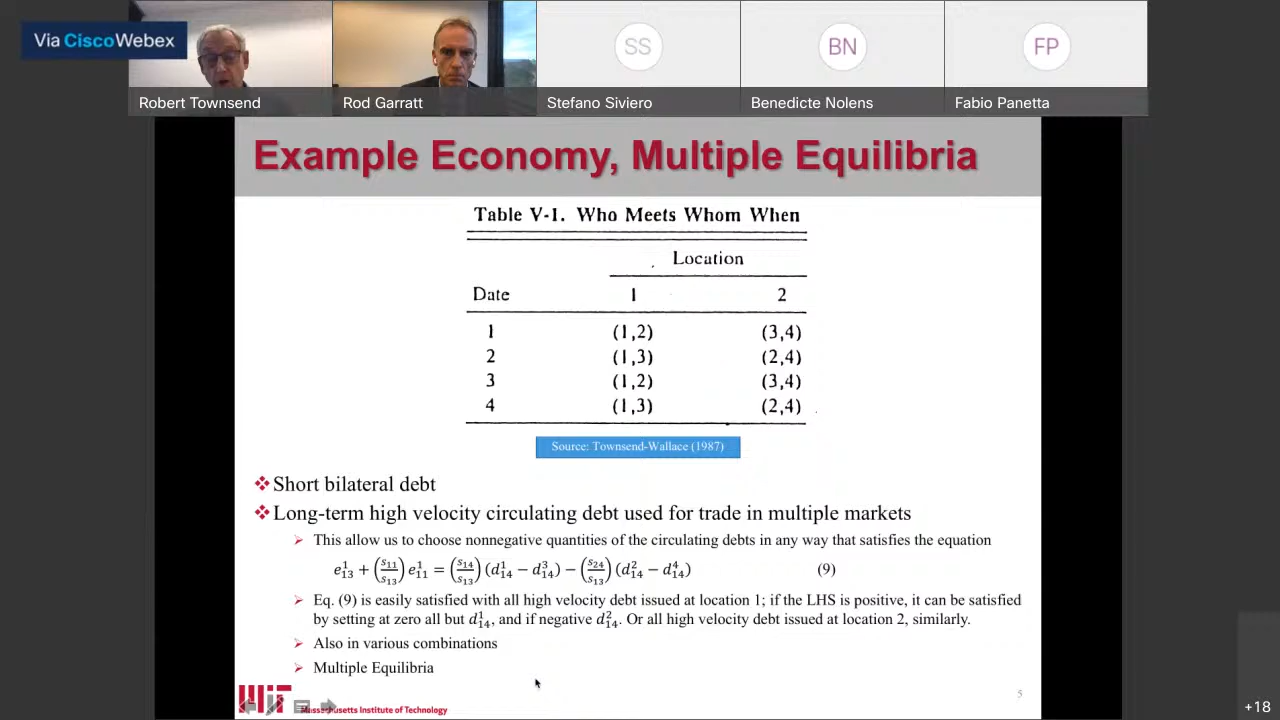 Via CiscoWebex
SS
BN
FP
Robert Townsend
Rod Garratt
Stefano Siviero
Benedicte Nolens
Fabio Panetta
Example Economy, Multiple Equilibria
Table V-1. Who Meets Whom When
Location
Date 1 2
1 (1,2) (3,4)
2 (1,3) (2,4)
3 (1,2) (3,4)
4 (1,3) (2,4)
Source: Townsend-Wallace (1987)
❖Short bilateral debt
❖Long-term high velocity circulating debt used for trade in multiple markets
➢ This allow us to choose nonnegative quantities of the circulating debts in any way that satisfies the equation
e¹₁₃ + (s₁₁/s₁₃) e¹₁₁ = (s₁₄/s₁₃) (d¹₁₄ − d³₁₄) − (s₂₄/s₁₃) (d²₁₄ − d⁴₁₄) (9)
➢ Eq. (9) is easily satisfied with all high velocity debt issued at location 1; if the LHS is positive, it can be satisfied
by setting at zero all but d¹₁₄, and if negative d²₁₄. Or all high velocity debt issued at location 2, similarly.
➢ Also in various combinations
➢ Multiple Equilibria
5
MIT
Massachusetts Institute of Technology
+18